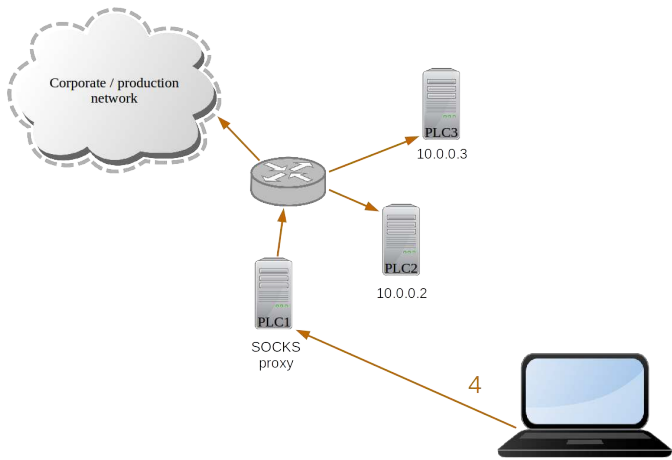 Corporate / production
network
PLC3
10.0.0.3
PLC2
10.0.0.2
PLC1
SOCKS
proxy
4